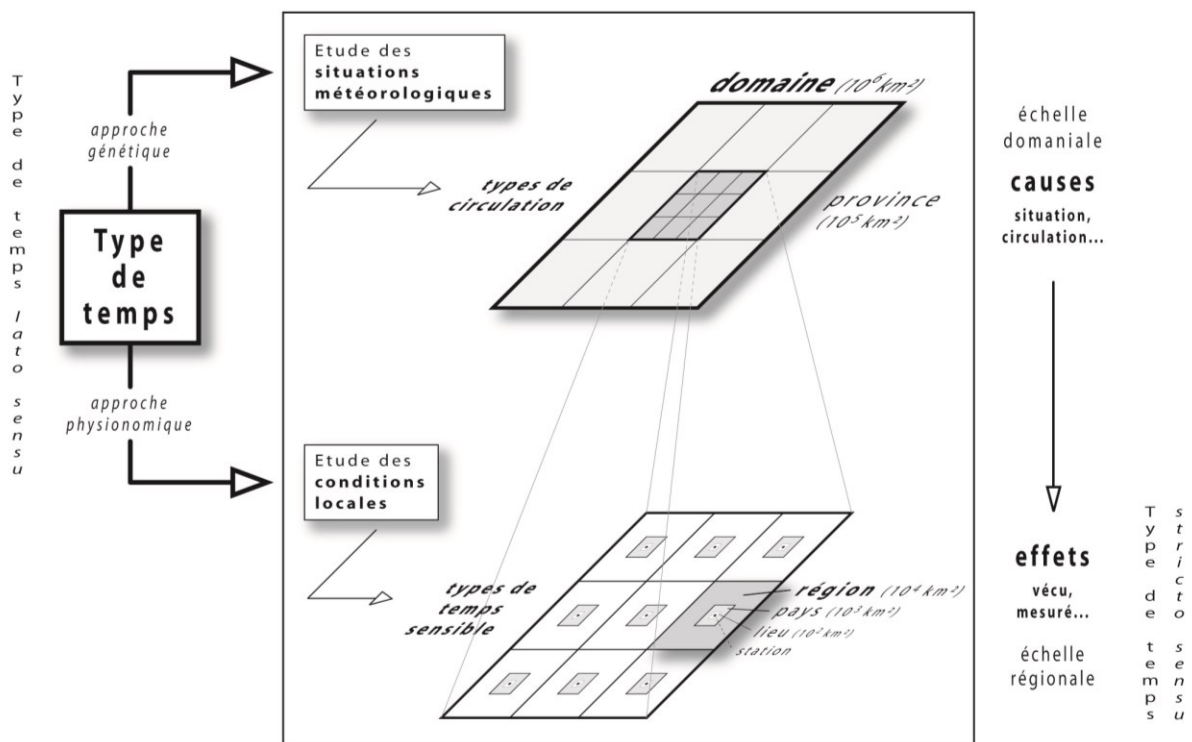 Type de temps lato sensu
approche
génétique
Type
de
temps
approche
physionomique
Etude des
situations
météorologiques
types de
circulation
domaine (10⁶ km²)
province
(10⁵ km²)
Etude des
conditions
locales
types de
temps
sensible
région (10⁴ km²)
pays (10³ km²)
lieu (10² km²)
station
échelle
domaniale
causes
situation,
circulation...
effets
vécu,
mesuré...
échelle
régionale
Type de temps
stricto sensu